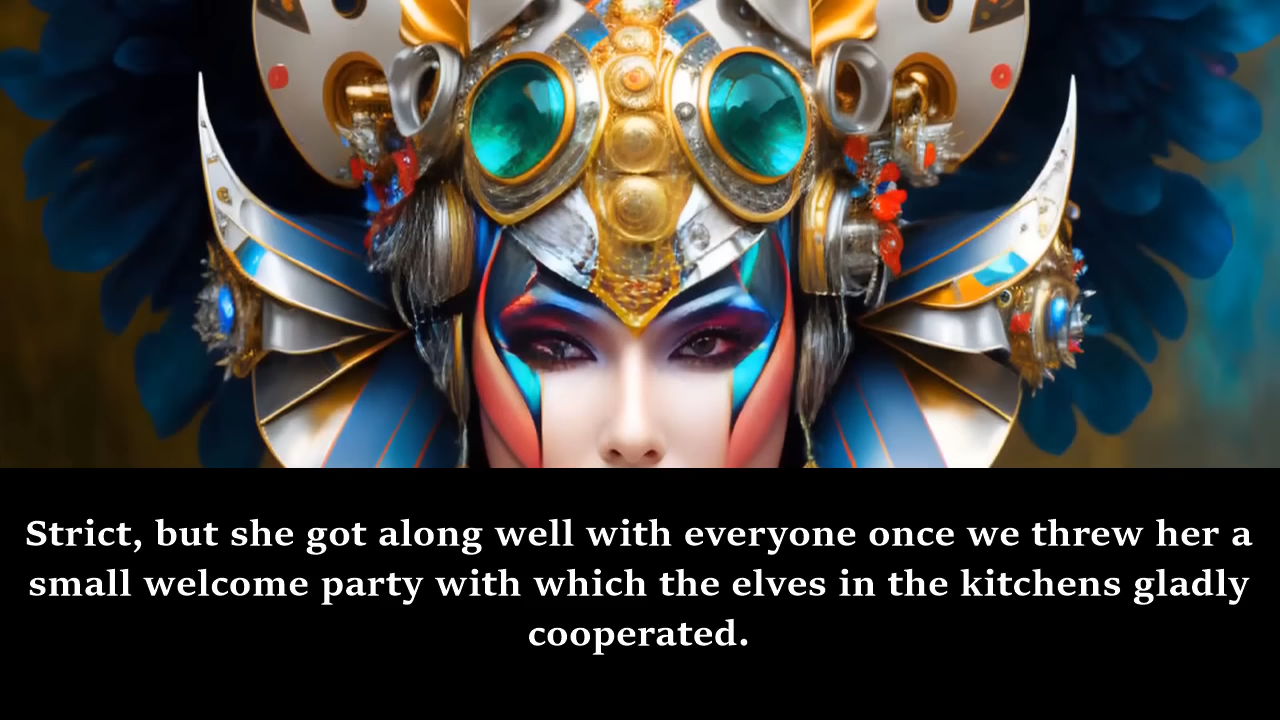 Strict, but she got along well with everyone once we threw her a
small welcome party with which the elves in the kitchens gladly
cooperated.